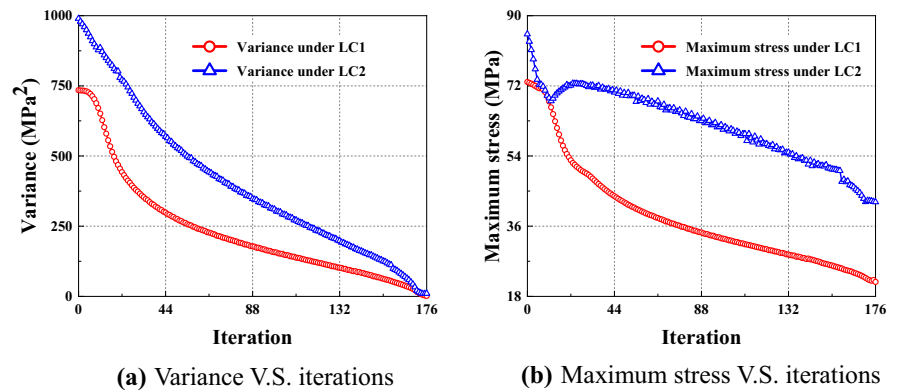 1000
750
500
250
0
Variance (MPa²)
Variance under LC1
Variance under LC2
0 44 88 132 176
Iteration
(a) Variance V.S. iterations
90
72
54
36
18
Maximum stress (MPa)
Maximum stress under LC1
Maximum stress under LC2
0 44 88 132 176
Iteration
(b) Maximum stress V.S. iterations